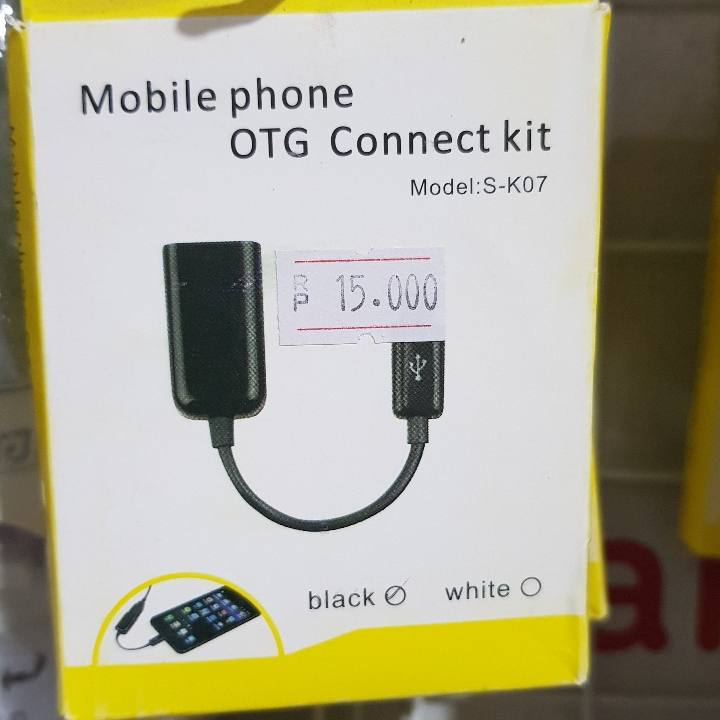 Mobile phone
OTG Connect kit
Model:S-K07
RP 15.000
black white